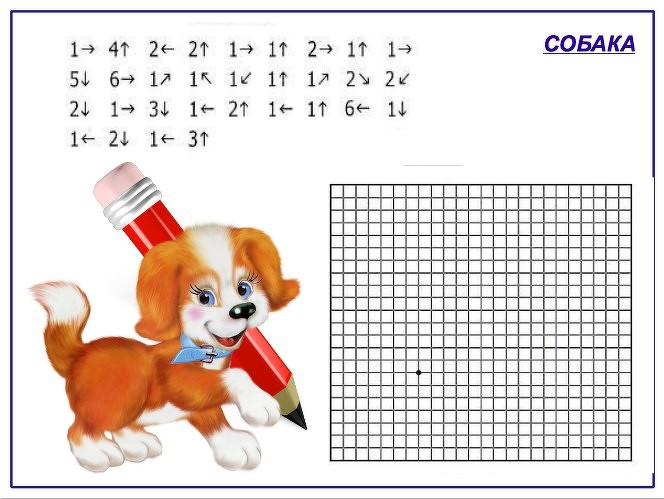 СОБАКА
1→ 4↑ 2← 2↑ 1→ 1↑ 2→ 1↑ 1→
5↓ 6→ 1↗ 1↖ 1↙ 1↑ 1↗ 2↘ 2↙
2↓ 1→ 3↓ 1← 2↑ 1← 1↑ 6← 1↓
1← 2↓ 1← 3↑